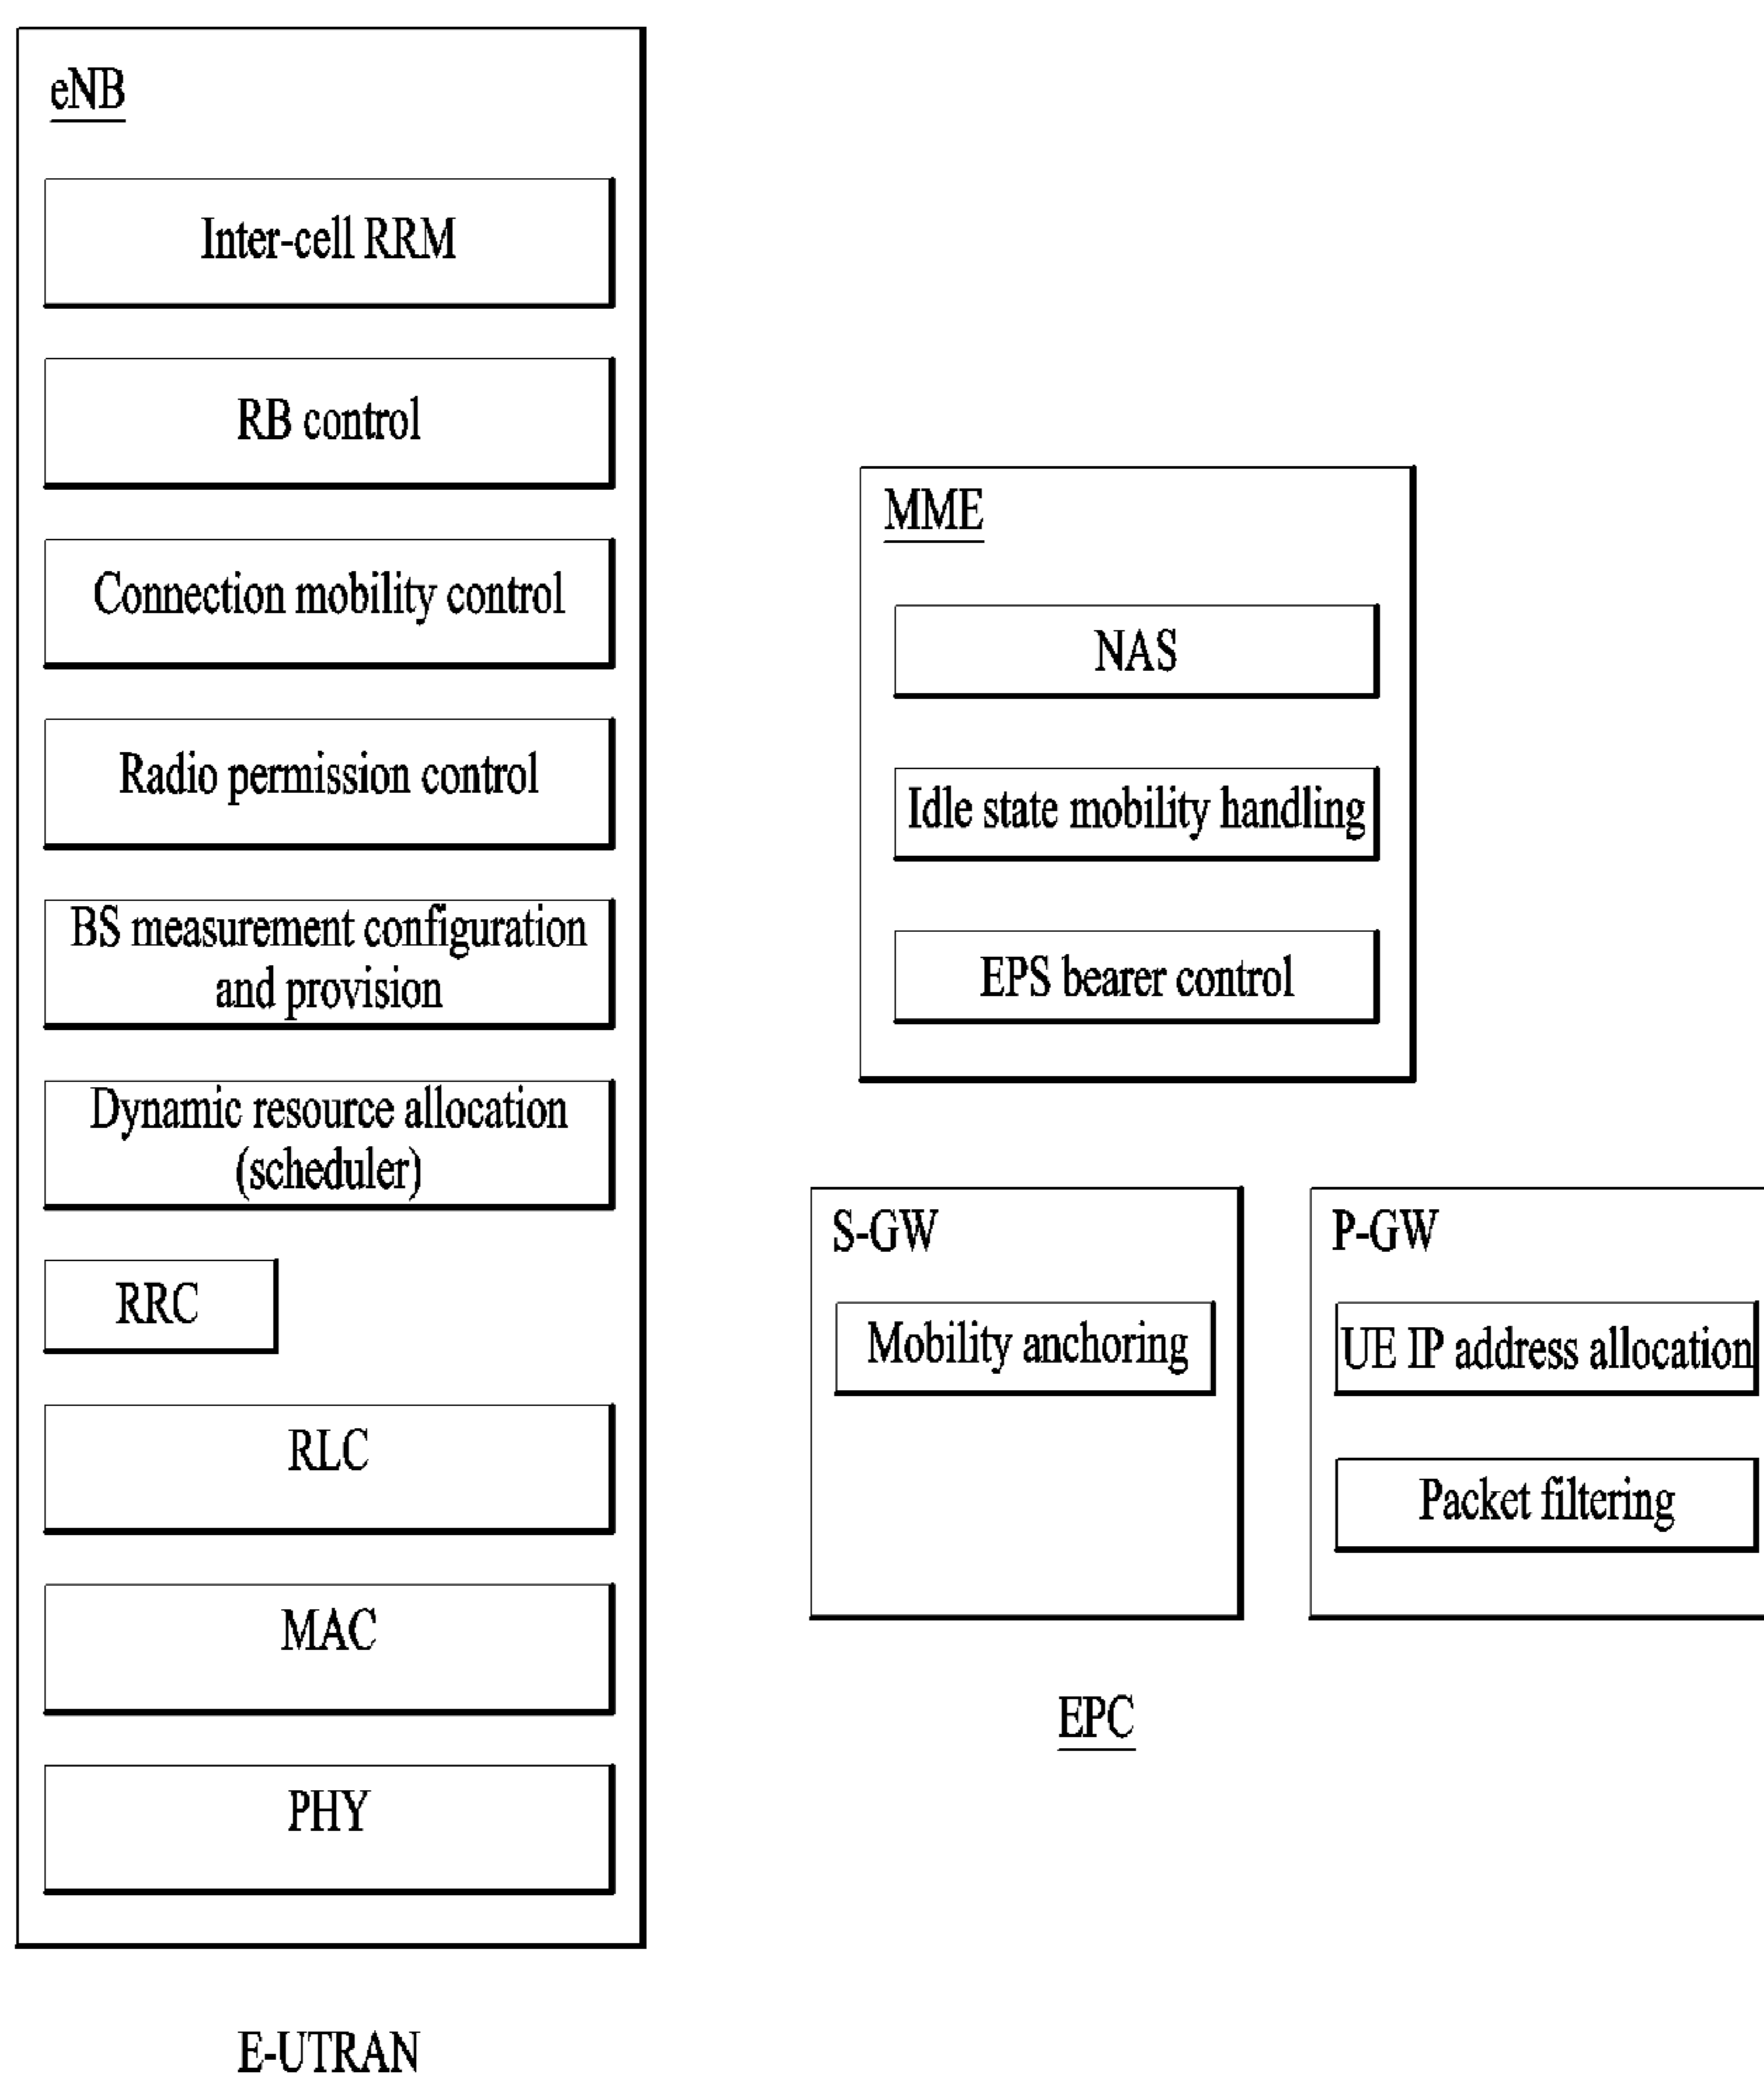 eNB
Inter-cell RRM
RB control
Connection mobility control
Radio permission control
BS measurement configuration
and provision
Dynamic resource allocation
(scheduler)
RRC
RLC
MAC
PHY
E-UTRAN
MME
NAS
Idle state mobility handling
EPS bearer control
S-GW
Mobility anchoring
P-GW
UE IP address allocation
Packet filtering
EPC